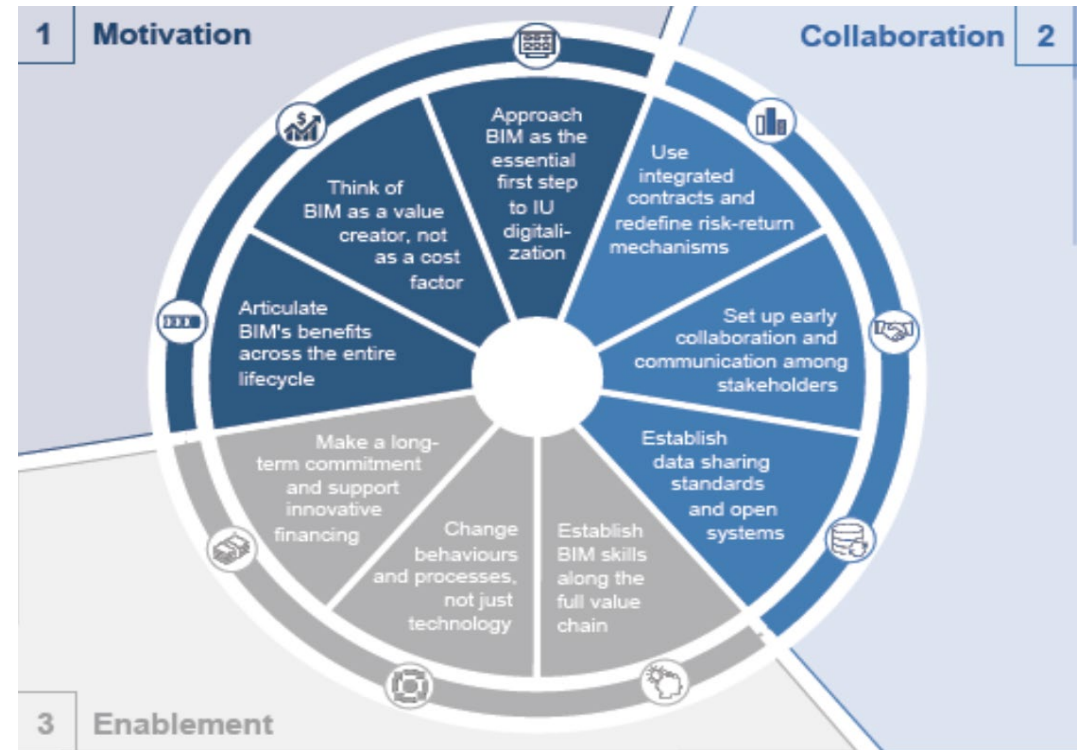 1 Motivation
Collaboration 2
Approach
BIM as the
essential
first step
to IU
digitali-
zation
Think of
BIM as a value
creator, not
as a cost
factor
Articulate
BIM's benefits
across the entire
lifecycle
Use
integrated
contracts and
redefine risk-return
mechanisms
Set up early
collaboration and
communication among
stakeholders
Establish
data sharing
standards
and open
systems
Establish
BIM skills
along the
full value
chain
Change
behaviours
and processes,
not just
technology
Make a long-
term commitment
and support
innovative
financing
3 Enablement